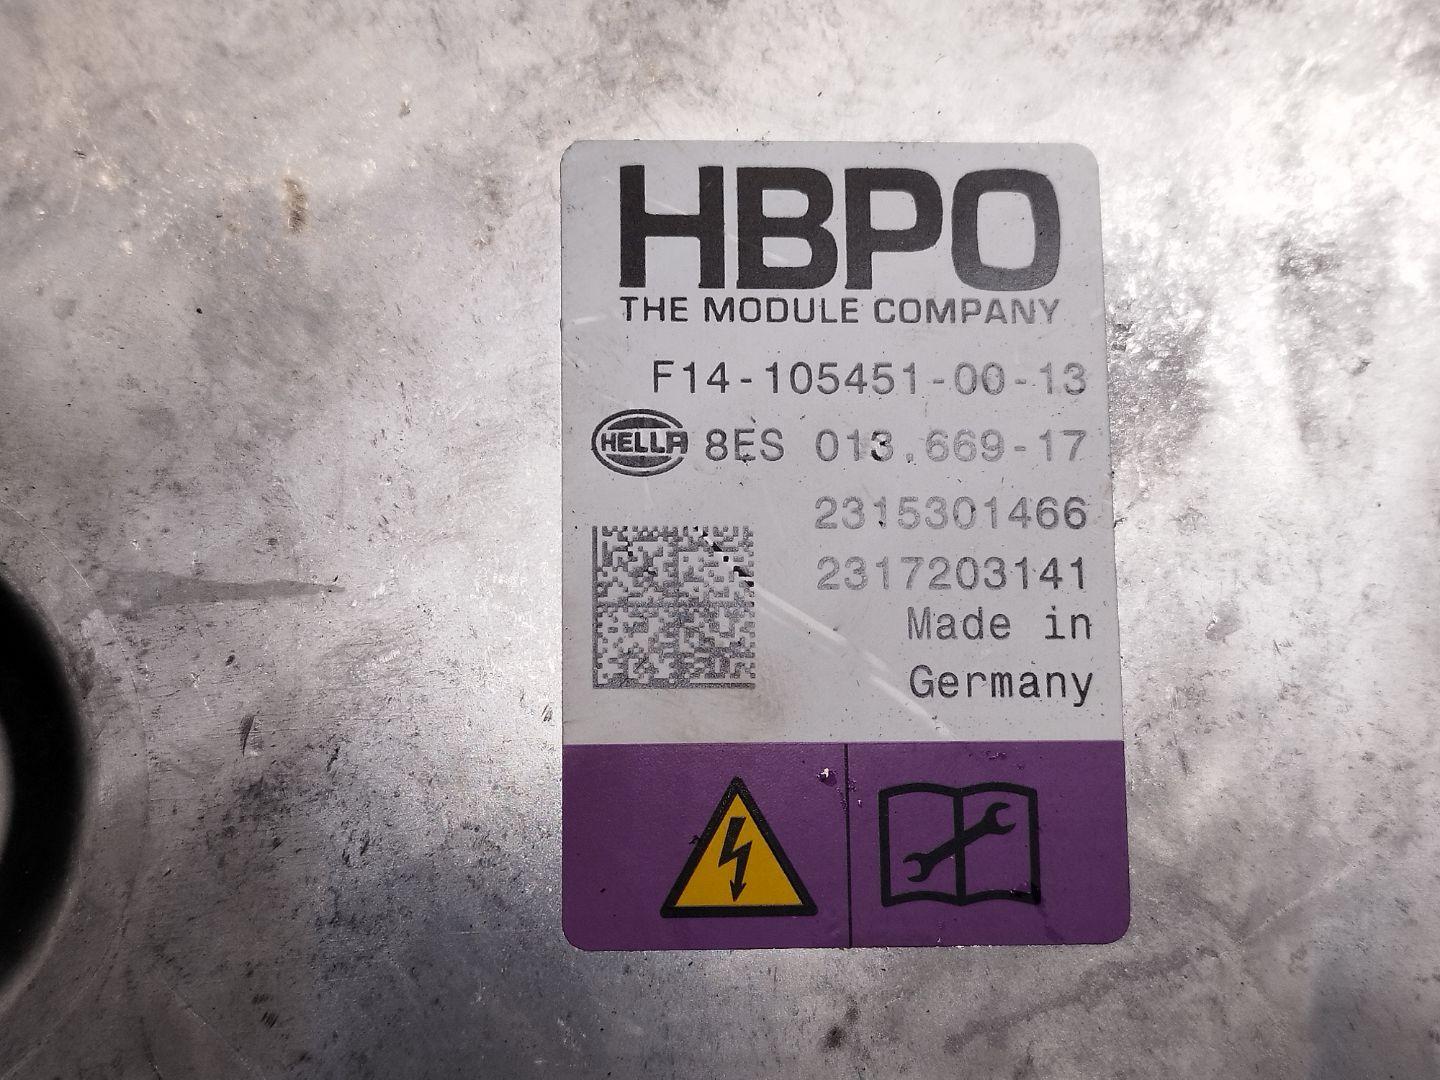 HBPO
THE MODULE COMPANY
F14-105451-00-13
HELLA 8ES 013.669-17
2315301466
2317203141
Made in
Germany